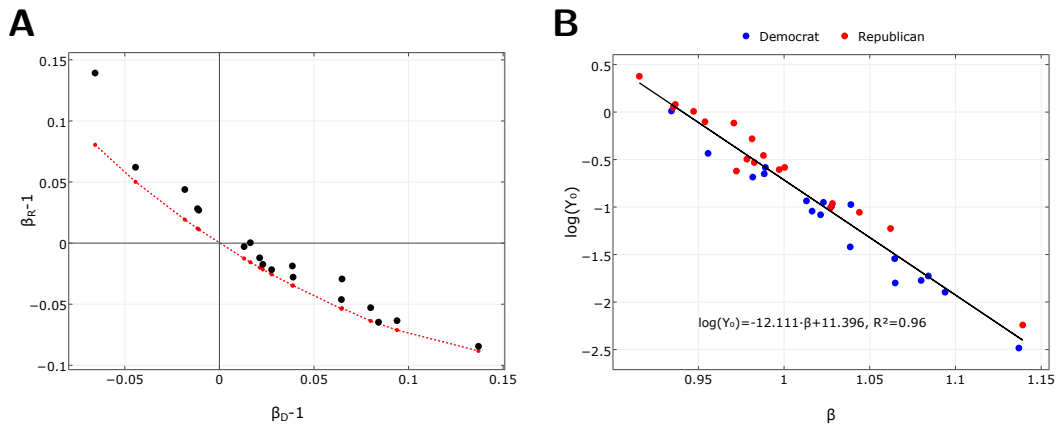 A
0.15
0.1
0.05
0
−0.05
−0.1
βR-1
−0.05
0
0.05
0.1
0.15
βD-1
B
Democrat
Republican
0.5
0
−0.5
−1
−1.5
−2
−2.5
log(Y₀)
log(Y₀)=-12.111·β+11.396, R²=0.96
0.95
1
1.05
1.1
1.15
β